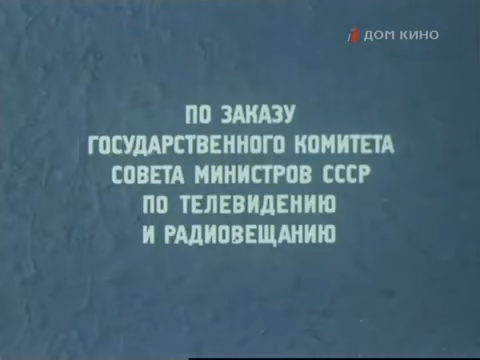 ДОМ КИНО
ПО ЗАКАЗУ
ГОСУДАРСТВЕННОГО КОМИТЕТА
СОВЕТА МИНИСТРОВ СССР
ПО ТЕЛЕВИДЕНИЮ
И РАДИОВЕЩАНИЮ